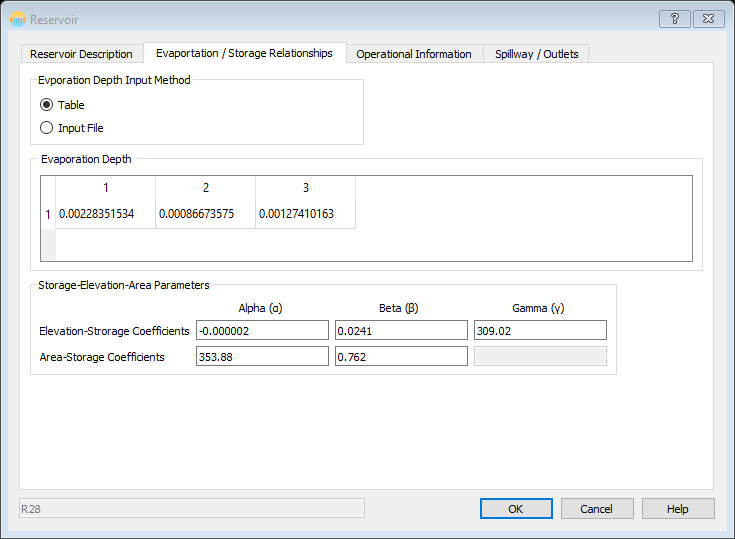 Reservoir
?
Reservoir Description Evaportation / Storage Relationships Operational Information Spillway / Outlets
Evporation Depth Input Method
Table
Input File
Evaporation Depth
1 2 3
1 0.00228351534 0.00086673575 0.00127410163
Storage-Elevation-Area Parameters
Alpha (α) Beta (β) Gamma (γ)
Elevation-Strorage Coefficients -0.000002 0.0241 309.02
Area-Storage Coefficients 353.88 0.762
R28 OK Cancel Help